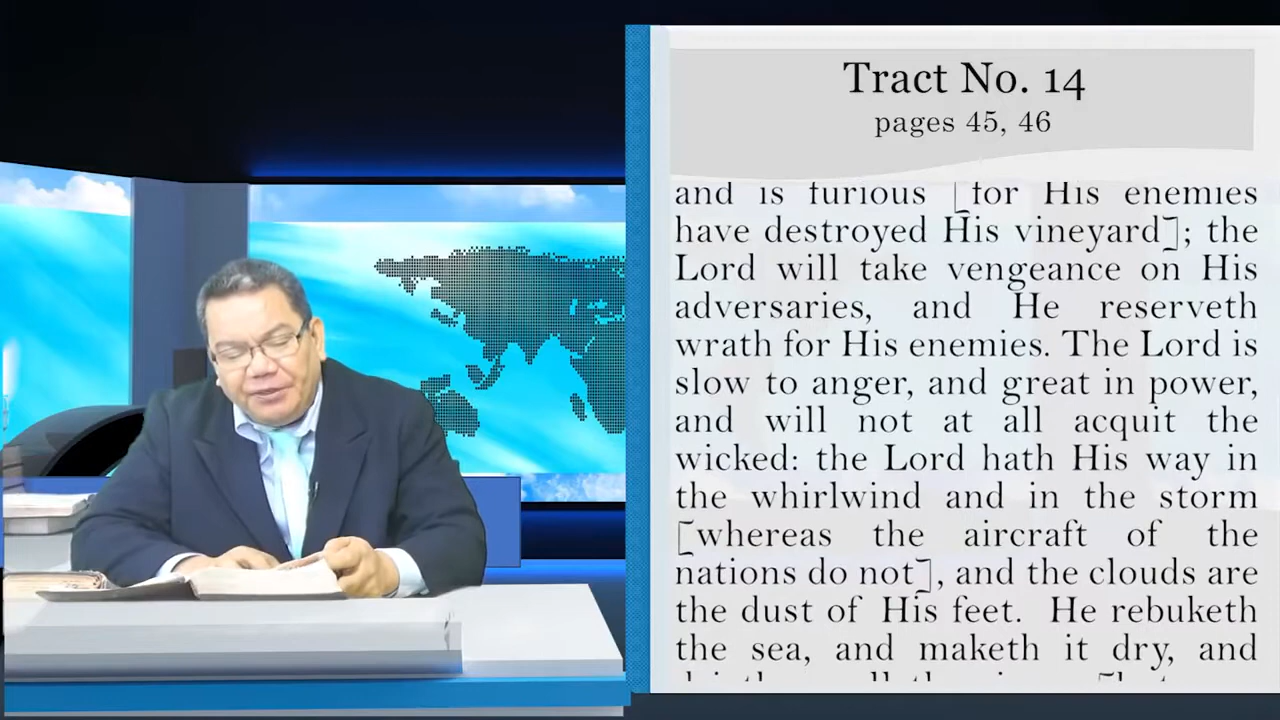 Tract No. 14
pages 45, 46
and is furious [for His enemies
have destroyed His vineyard]; the
Lord will take vengeance on His
adversaries, and He reserveth
wrath for His enemies. The Lord is
slow to anger, and great in power,
and will not at all acquit the
wicked: the Lord hath His way in
the whirlwind and in the storm
[whereas the aircraft of the
nations do not], and the clouds are
the dust of His feet. He rebuketh
the sea, and maketh it dry, and